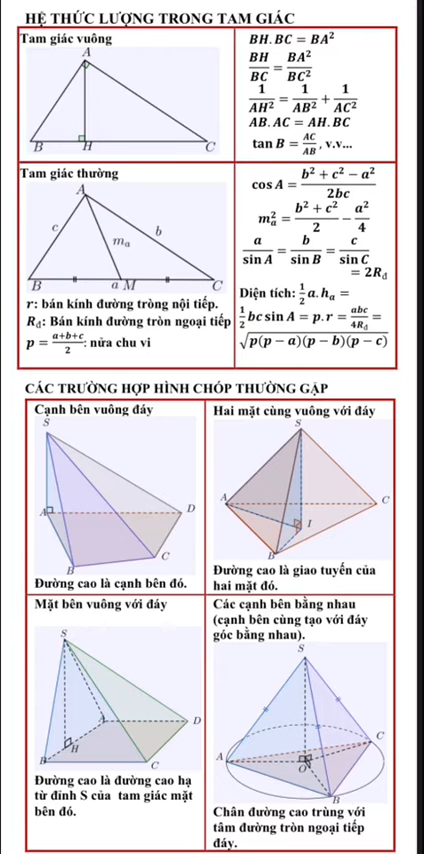 HỆ THỨC LƯỢNG TRONG TAM GIÁC
Tam giác vuông
A
B
H
C
BH.BC = BA²
BH/BC = BA²/BC²
1/AH² = 1/AB² + 1/AC²
AB.AC = AH.BC
tan B = AC/AB, v.v...
Tam giác thường
A
c
b
mₐ
B
a
M
C
r: bán kính đường tròng nội tiếp.
Rđ: Bán kính đường tròn ngoại tiếp
p = (a+b+c)/2: nửa chu vi
cos A = (b² + c² − a²)/2bc
mₐ² = (b² + c²)/2 − a²/4
a/sin A = b/sin B = c/sin C
= 2Rđ
Diện tích: 1/2 a.hₐ =
1/2 bc sin A = p.r = abc/4Rđ =
√(p(p − a)(p − b)(p − c))
CÁC TRƯỜNG HỢP HÌNH CHÓP THƯỜNG GẶP
Cạnh bên vuông đáy
S
A
D
C
B
Đường cao là cạnh bên đó.
Hai mặt cùng vuông với đáy
S
A
C
I
B
Đường cao là giao tuyến của
hai mặt đó.
Mặt bên vuông với đáy
S
A
D
H
B
C
Đường cao là đường cao hạ
từ đỉnh S của tam giác mặt
bên đó.
Các cạnh bên bằng nhau
(cạnh bên cùng tạo với đáy
góc bằng nhau).
S
C
A
O
B
Chân đường cao trùng với
tâm đường tròn ngoại tiếp
đáy.